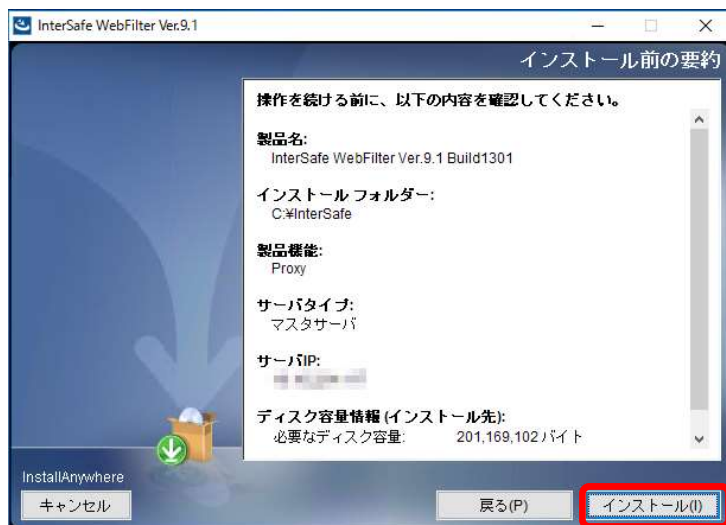 InterSafe WebFilter Ver.9.1
インストール前の要約
操作を続ける前に、以下の内容を確認してください。
製品名:
InterSafe WebFilter Ver.9.1 Build1301
インストール フォルダー:
C:¥InterSafe
製品機能:
Proxy
サーバタイプ:
マスタサーバ
サーバIP:
ディスク容量情報 (インストール先):
必要なディスク容量: 201,169,102 バイト
InstallAnywhere
キャンセル
戻る(P)
インストール(I)